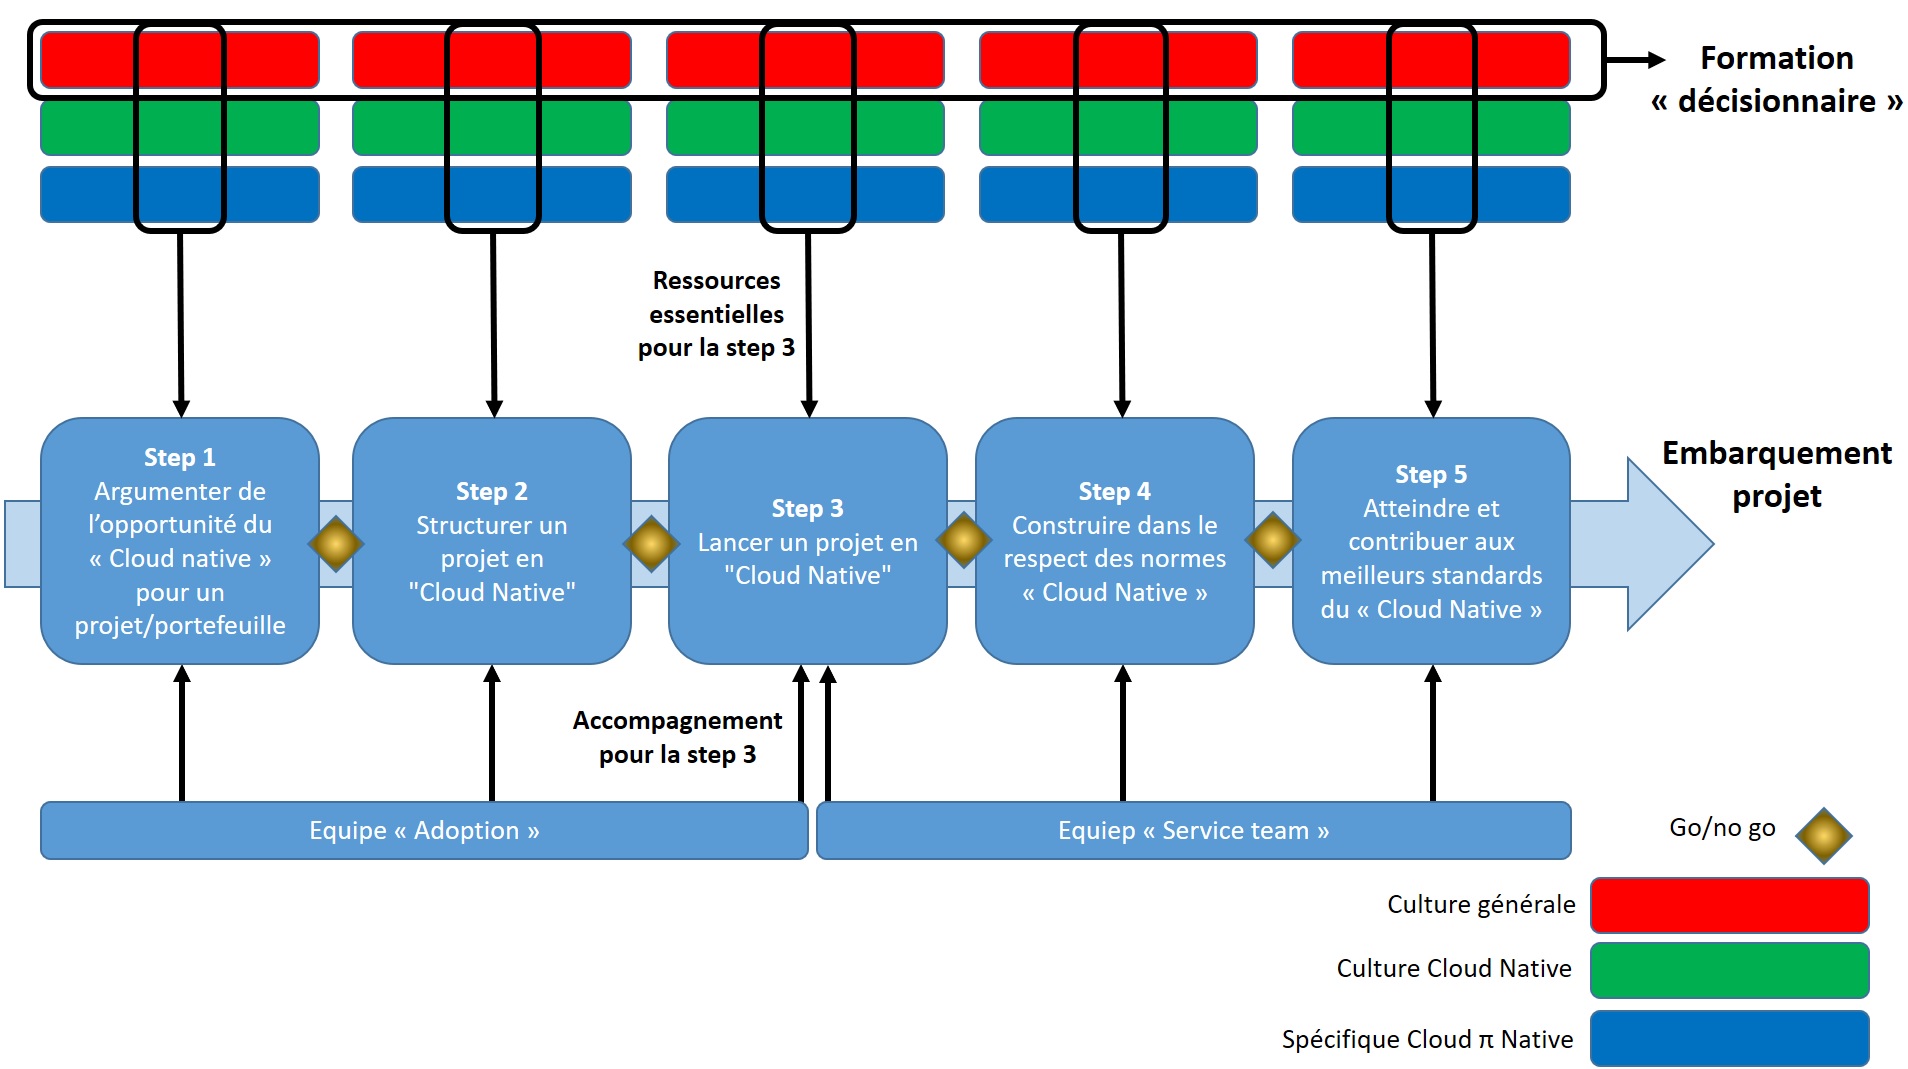 Formation
« décisionnaire »
Ressources
essentielles
pour la step 3
Step 1
Argumenter de
l’opportunité du
« Cloud native »
pour un
projet/portefeuille
Step 2
Structurer un
projet en
"Cloud Native"
Step 3
Lancer un projet en
"Cloud Native"
Step 4
Construire dans le
respect des normes
« Cloud Native »
Step 5
Atteindre et
contribuer aux
meilleurs standards
du « Cloud Native »
Embarquement
projet
Accompagnement
pour la step 3
Equipe « Adoption »
Equiep « Service team »
Go/no go
Culture générale
Culture Cloud Native
Spécifique Cloud π Native